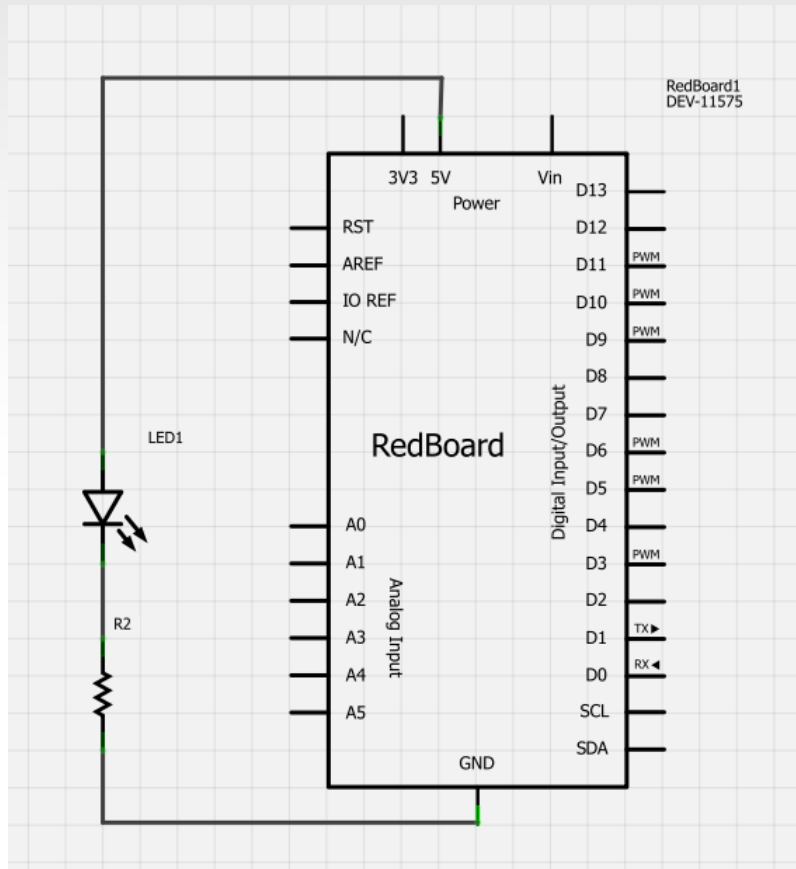 RedBoard1
DEV-11575
3V3 5V Vin
Power
D13
RST D12
AREF D11 PWM
IO REF D10 PWM
N/C D9 PWM
D8
D7
LED1 RedBoard Digital Input/Output D6 PWM
D5 PWM
A0 D4
A1 D3 PWM
A2 D2
R2 Analog Input
A3 D1 TX▶
A4 D0 RX◀
A5 SCL
SDA
GND